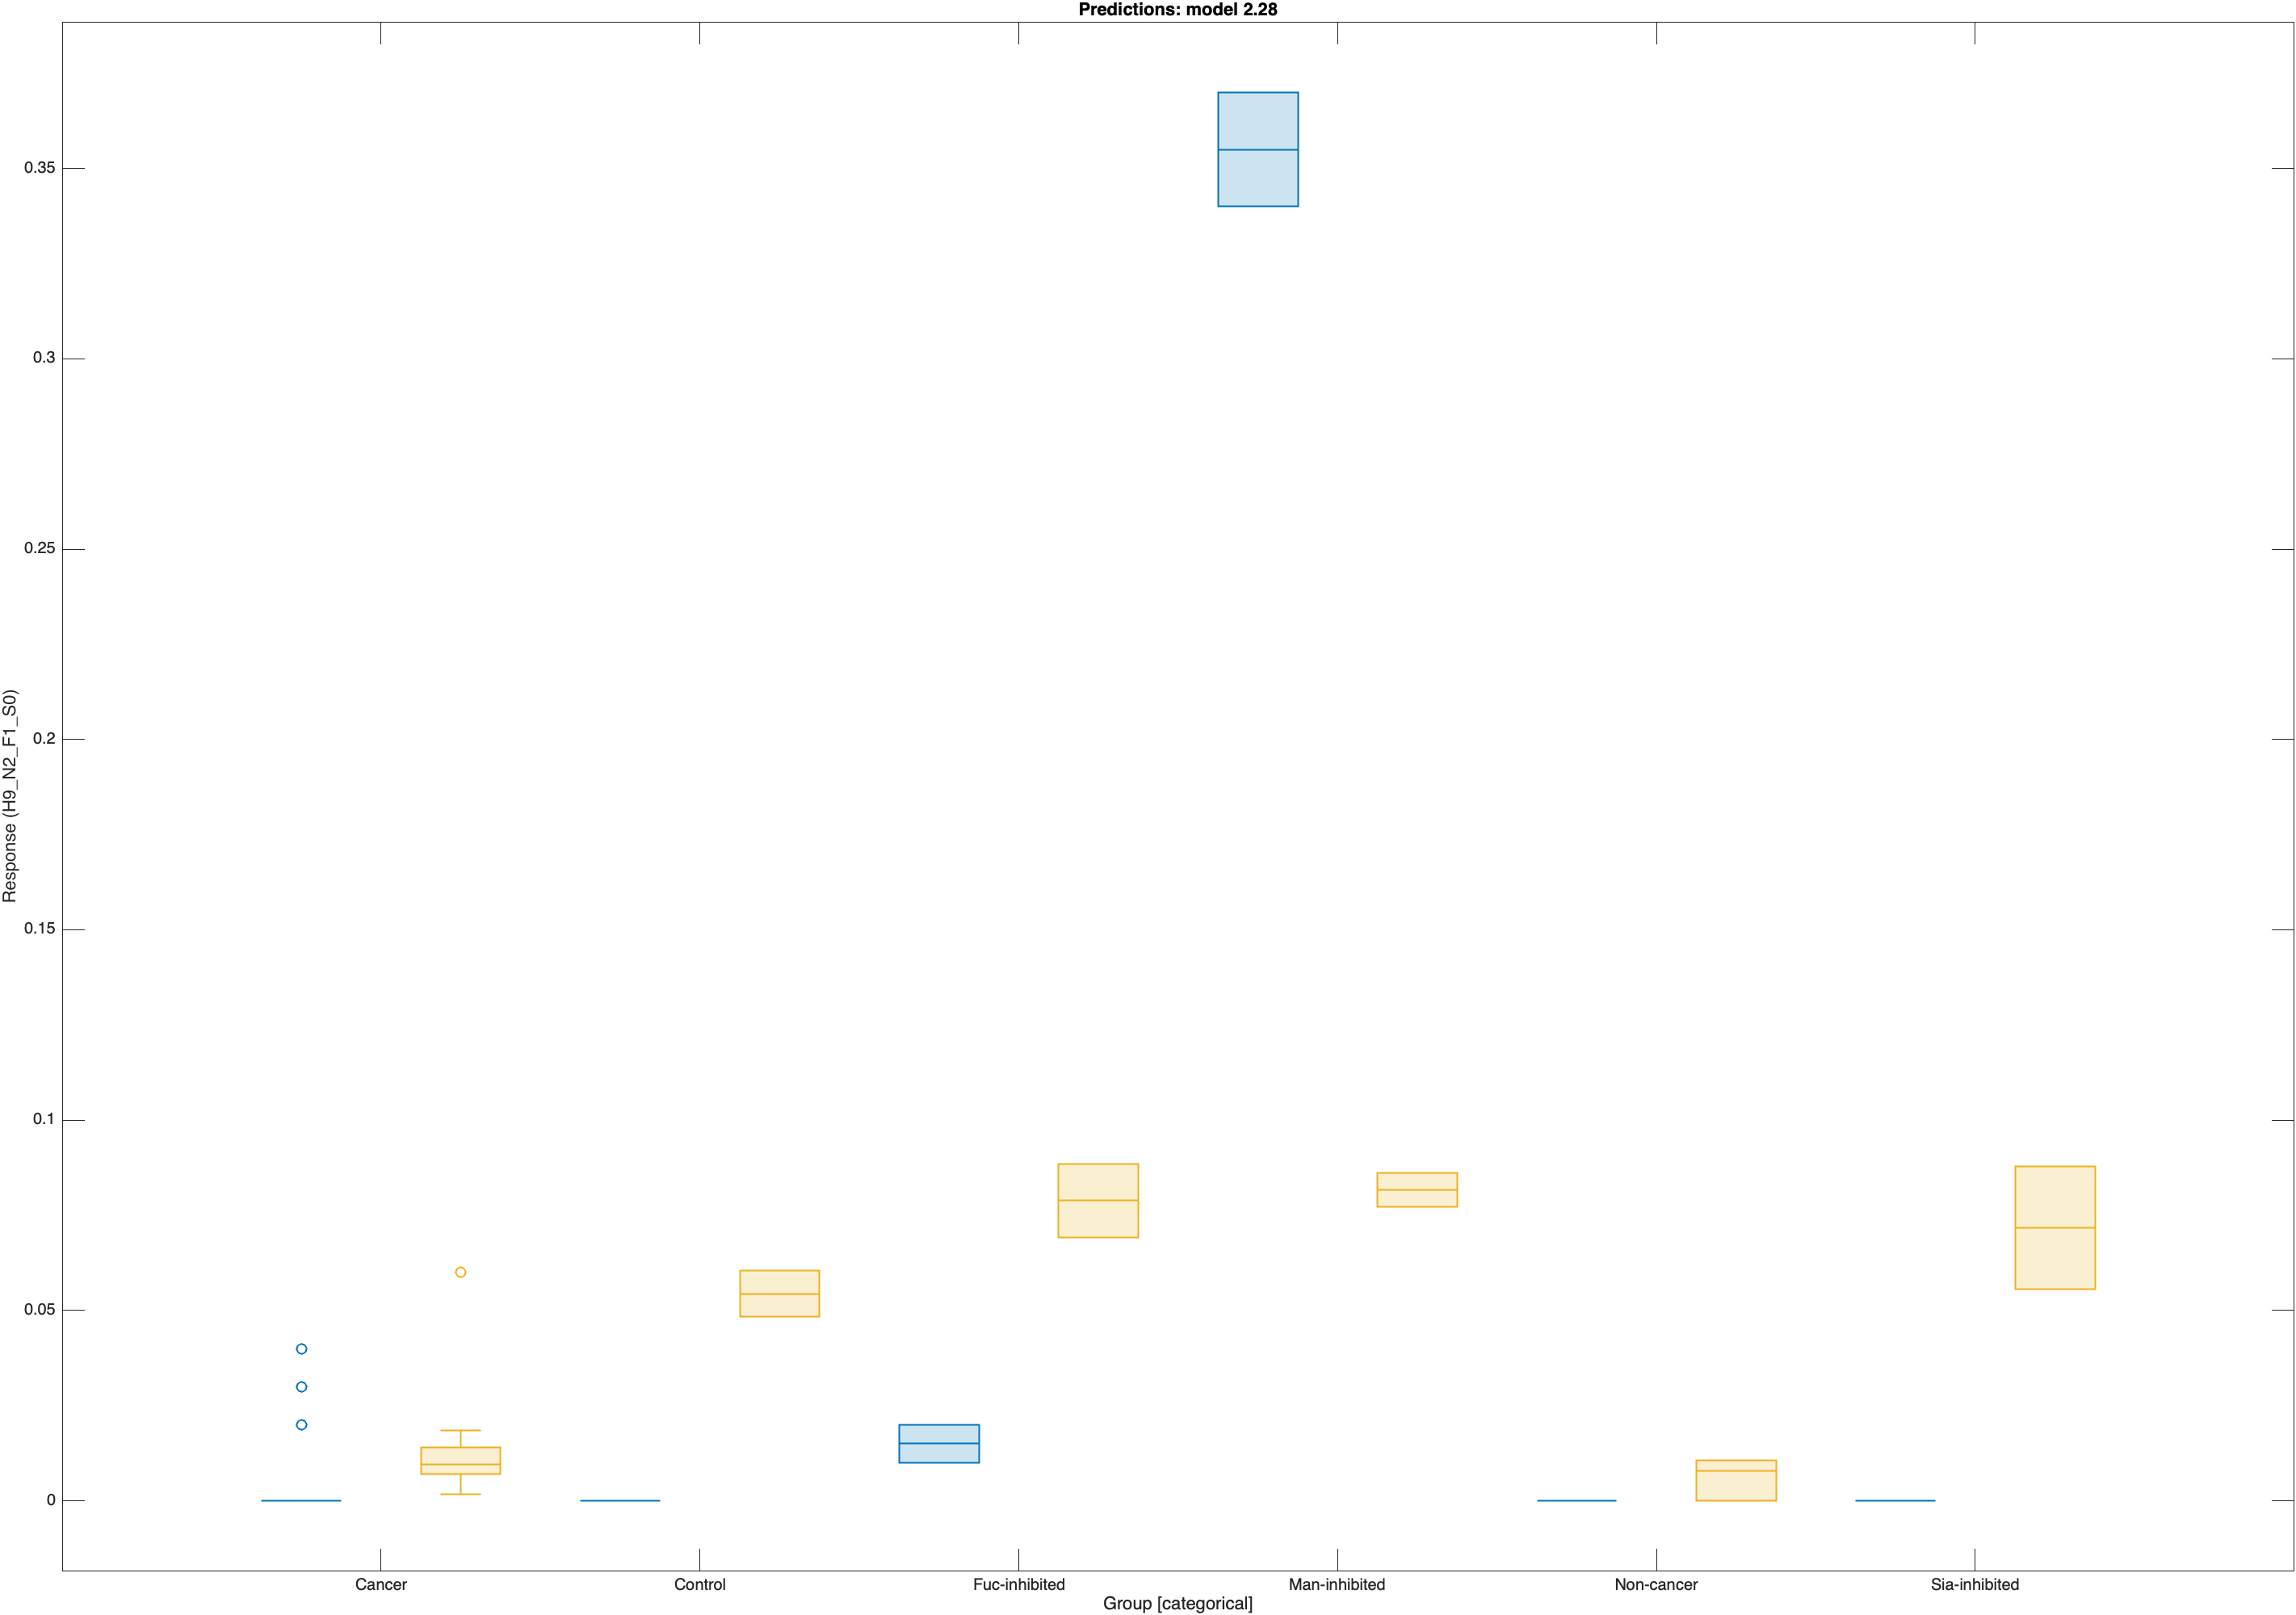 Predictions: model 2.28
Response (H9_N2_F1_S0)
0.35
0.3
0.25
0.2
0.15
0.1
0.05
0
Cancer Control Fuc-inhibited Man-inhibited Non-cancer Sia-inhibited
Group [categorical]